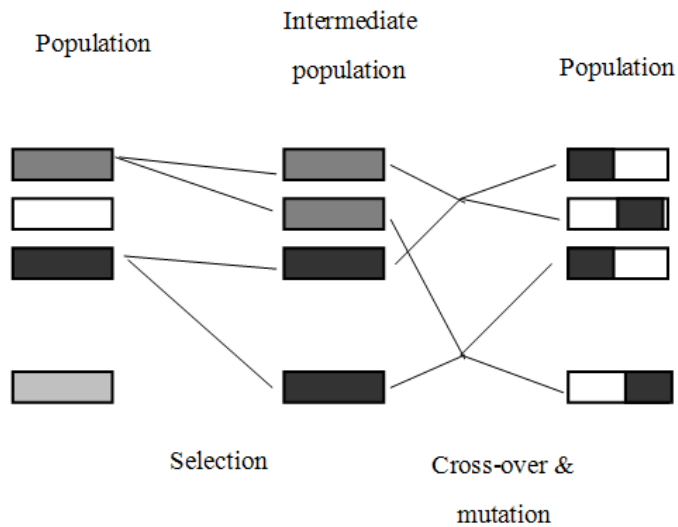 Population
Intermediate
population
Population
Selection
Cross-over &
mutation